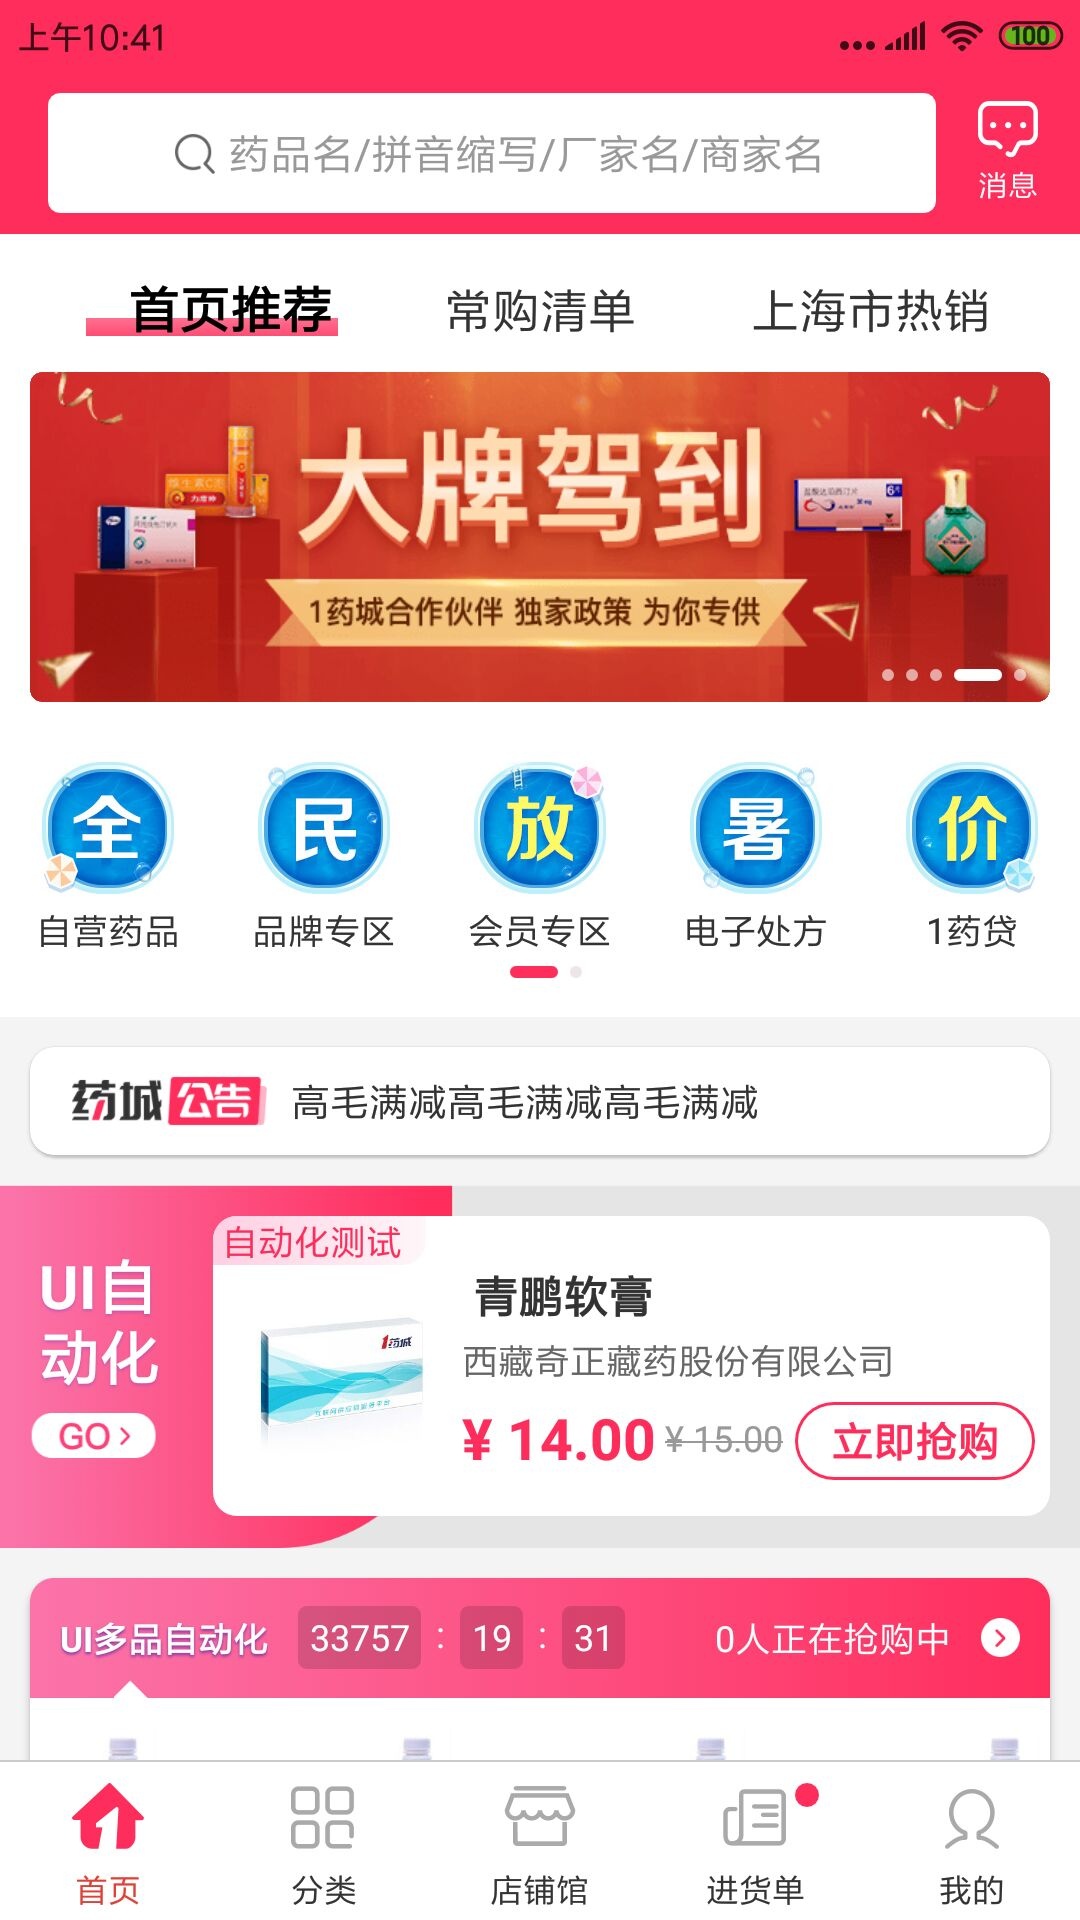 上午10:41
100
药品名/拼音缩写/厂家名/商家名
消息
首页推荐
常购清单
上海市热销
大牌驾到
1药城合作伙伴 独家政策 为你专供
全
民
放
暑
价
自营药品
品牌专区
会员专区
电子处方
1药贷
药城公告
高毛满减高毛满减高毛满减
UI自
动化
GO
自动化测试
1药城
青鹏软膏
西藏奇正藏药股份有限公司
¥ 14.00 ¥ 15.00
立即抢购
UI多品自动化
33757 : 19 : 31
0人正在抢购中
首页
分类
店铺馆
进货单
我的